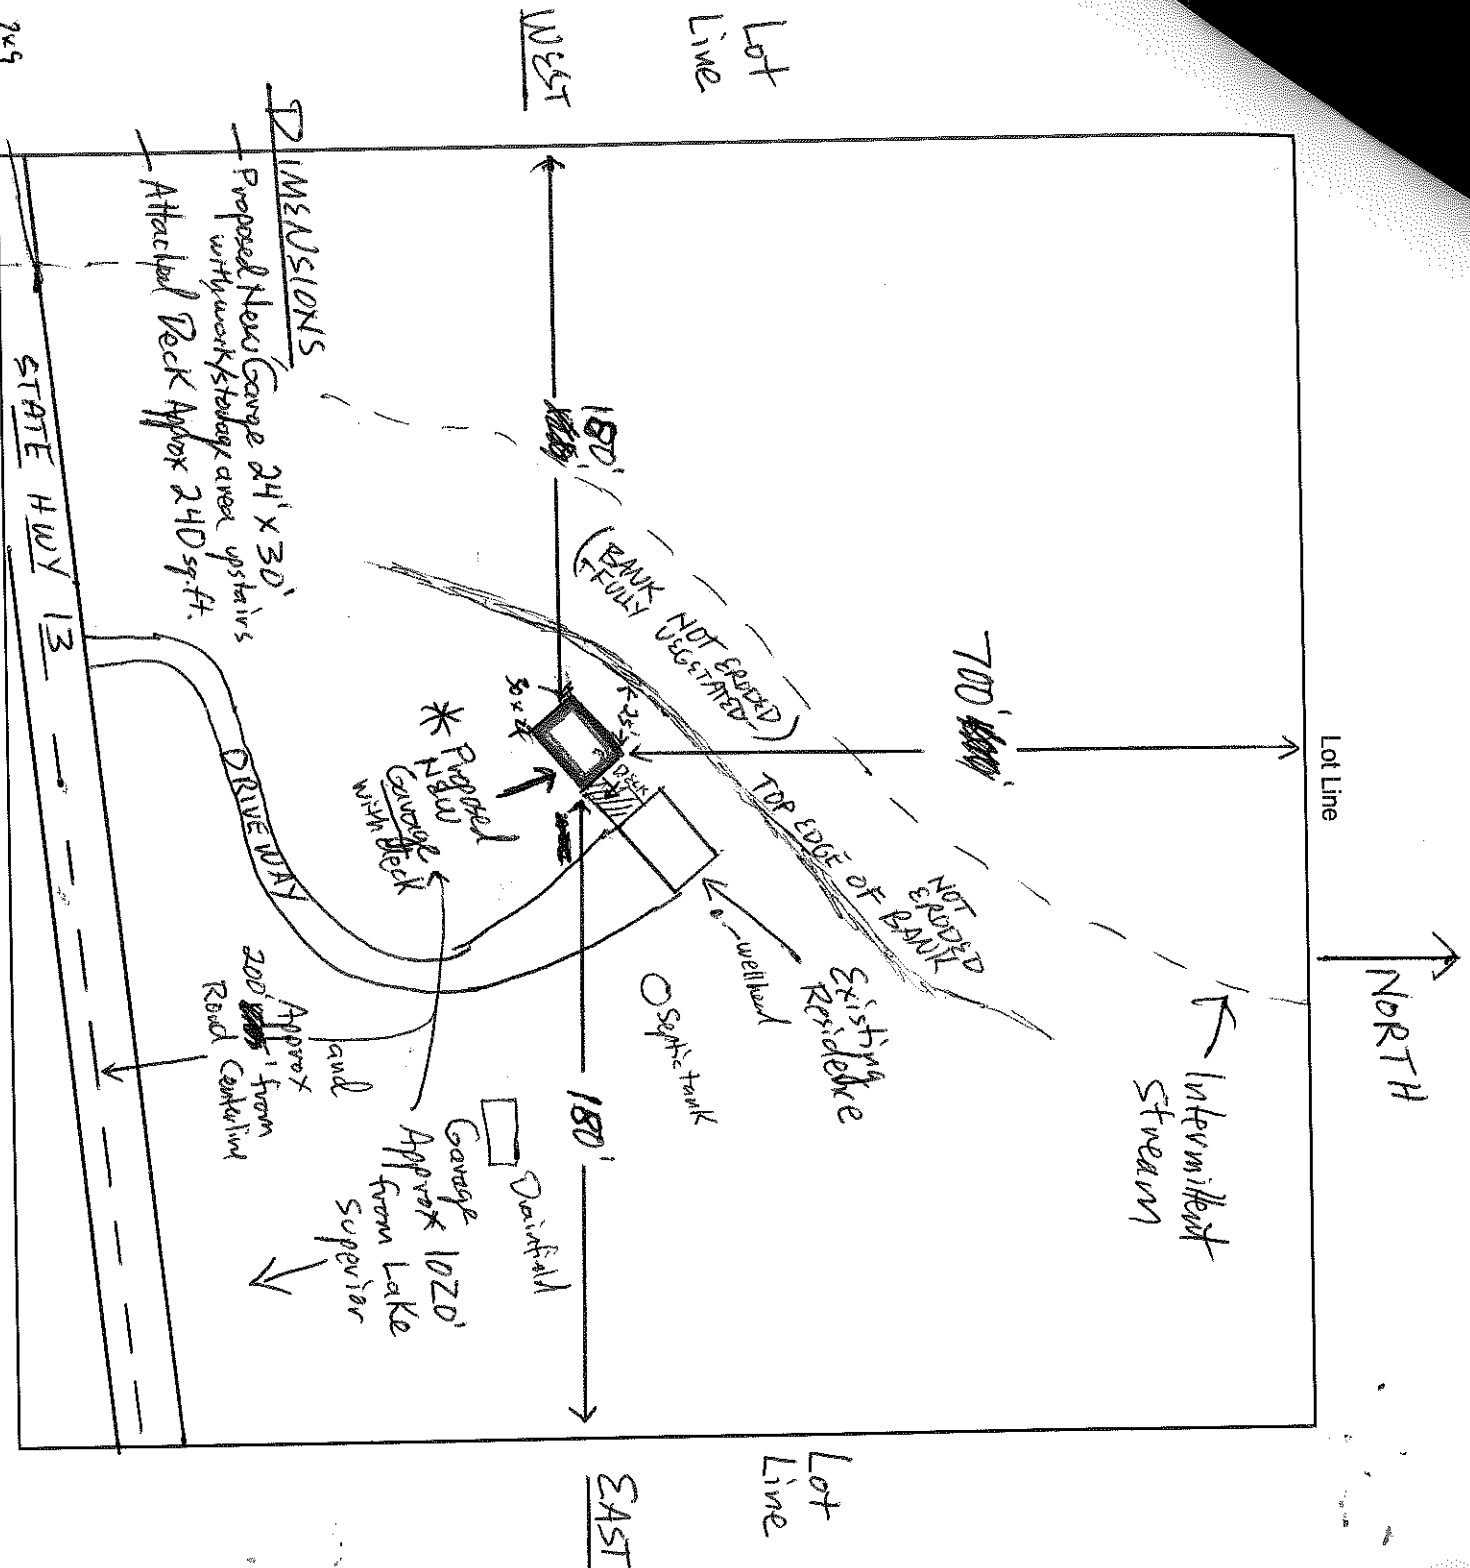 Lot Line
NORTH
Lot
Line
WEST
Lot
Line
EAST
Intermittent
Stream
700'
NOT
ERODED
TOP EDGE OF BANK
(BANK NOT ERODED
FULLY VEGETATED)
Existing
Residence
wellhead
Septic tank
Drainfield
180'
180'
25'
DECK
30 x 24
* Proposed
New
Garage
with deck
Garage
Approx 1020'
from Lake
Superior
and
Approx
200' from
Road Centerline
DRIVEWAY
DIMENSIONS
- Proposed New Garage 24' x 30'
with work/storage area upstairs
- Attached Deck Approx 240 sq. ft.
STATE HWY 13